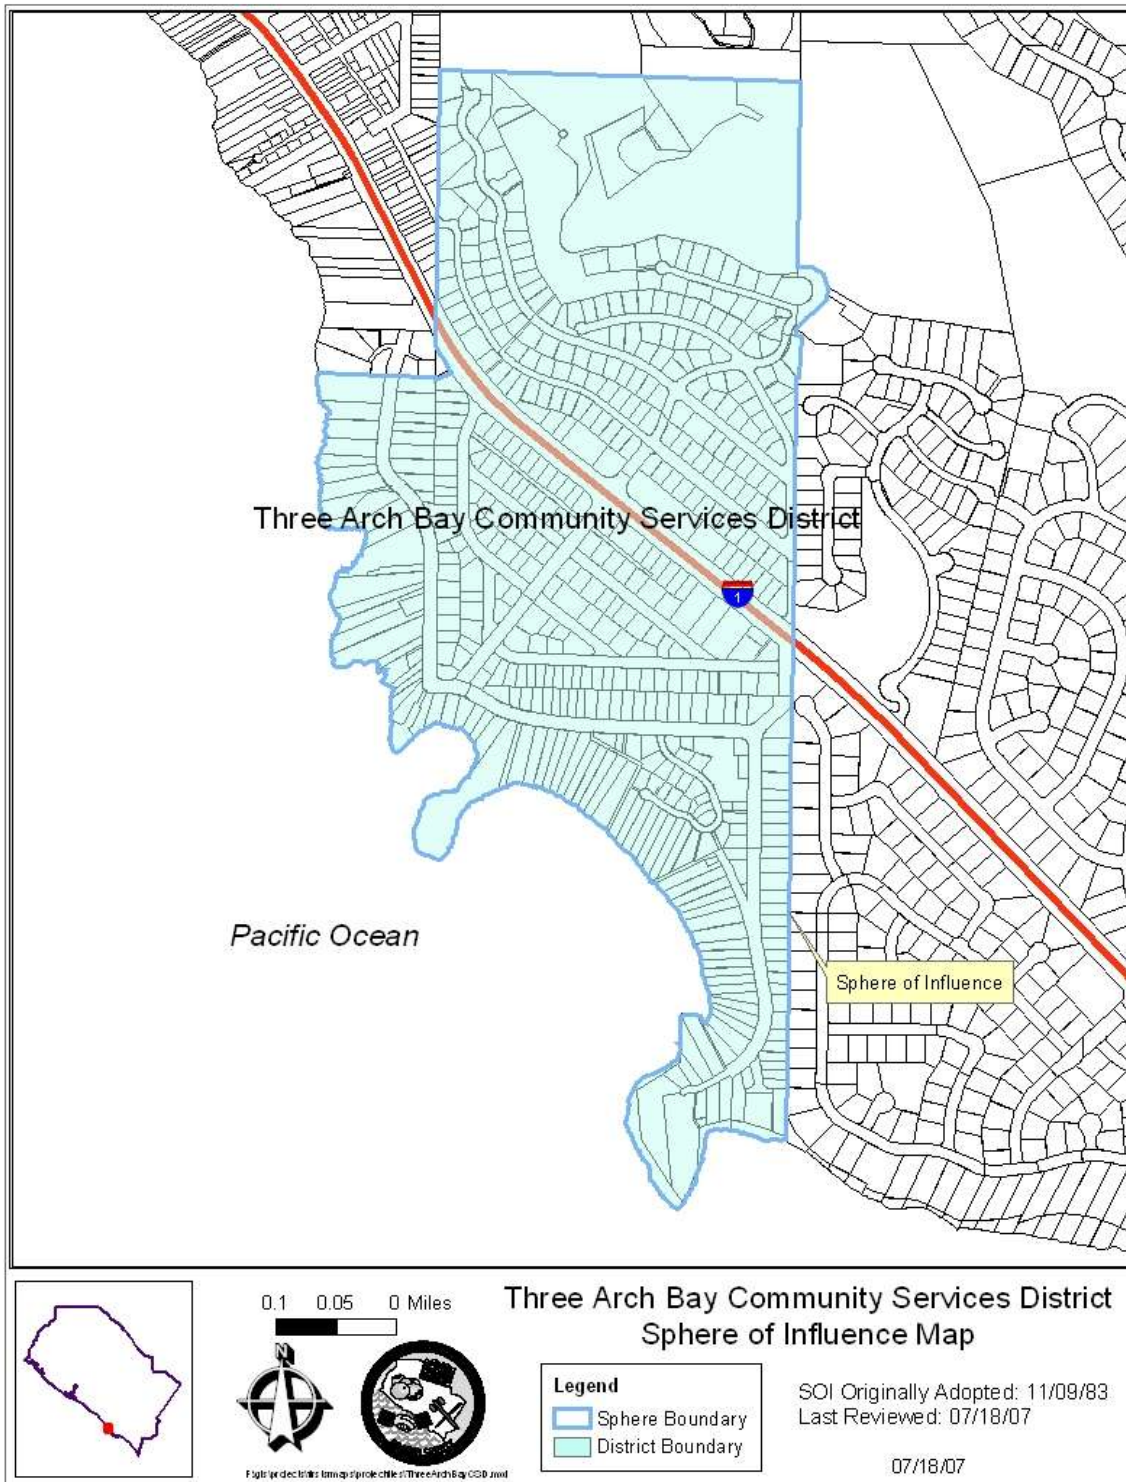 Three Arch Bay Community Services District
1
Pacific Ocean
Sphere of Influence
0.1 0.05 0 Miles
N
Three Arch Bay Community Services District
Sphere of Influence Map
Legend
Sphere Boundary
District Boundary
SOI Originally Adopted: 11/09/83
Last Reviewed: 07/18/07
07/18/07